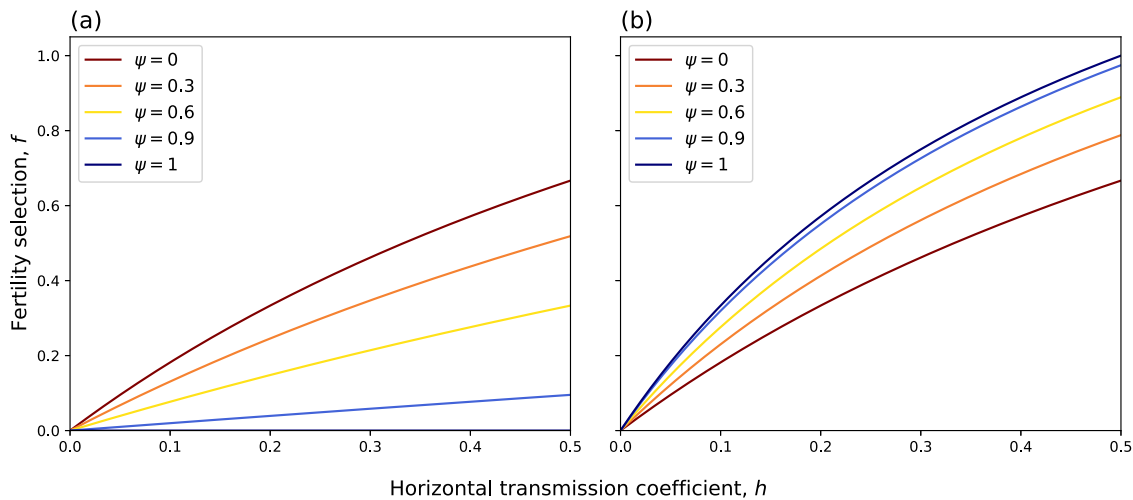 (a)
ψ = 0
ψ = 0.3
ψ = 0.6
ψ = 0.9
ψ = 1
1.0
0.8
0.6
0.4
0.2
0.0
0.0 0.1 0.2 0.3 0.4 0.5
Fertility selection, f
(b)
ψ = 0
ψ = 0.3
ψ = 0.6
ψ = 0.9
ψ = 1
0.0 0.1 0.2 0.3 0.4 0.5
Horizontal transmission coefficient, h